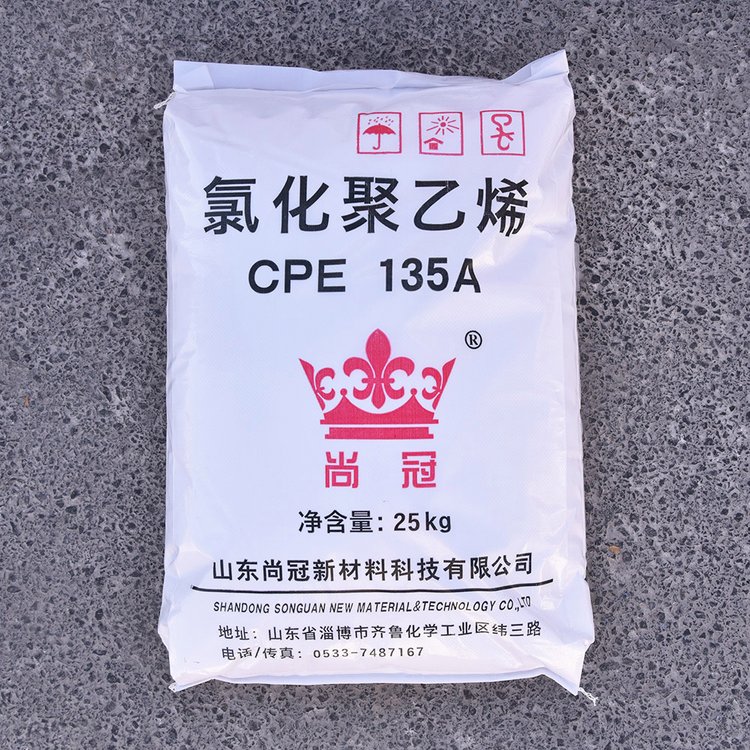 氯化聚乙烯
CPE 135A
®
尚冠
净含量: 25kg
山东尚冠新材料科技有限公司
SHANDONG SONGUAN NEW MATERIAL&TECHNOLOGY CO.,LTD
地址: 山东省淄博市齐鲁化学工业区纬三路
电话/传真: 0533-7487167